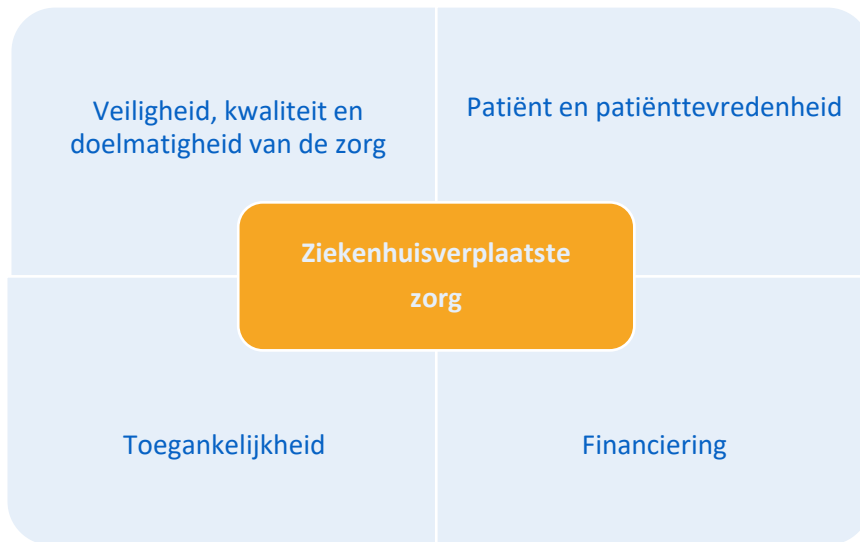 Veiligheid, kwaliteit en
doelmatigheid van de zorg
Patiënt en patiënttevredenheid
Ziekenhuisverplaatste
zorg
Toegankelijkheid
Financiering